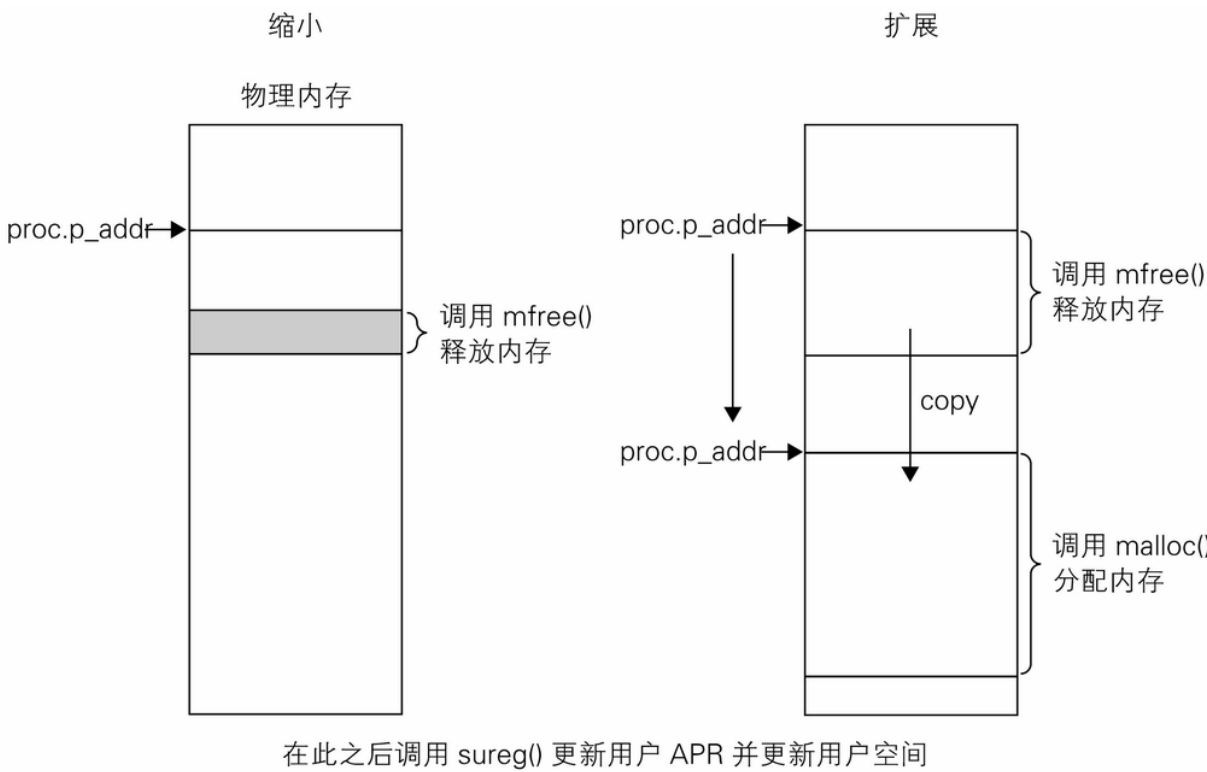 缩小
扩展
物理内存
proc.p_addr
调用 mfree()
释放内存
proc.p_addr
调用 mfree()
释放内存
copy
proc.p_addr
调用 malloc()
分配内存
在此之后调用 sureg() 更新用户 APR 并更新用户空间